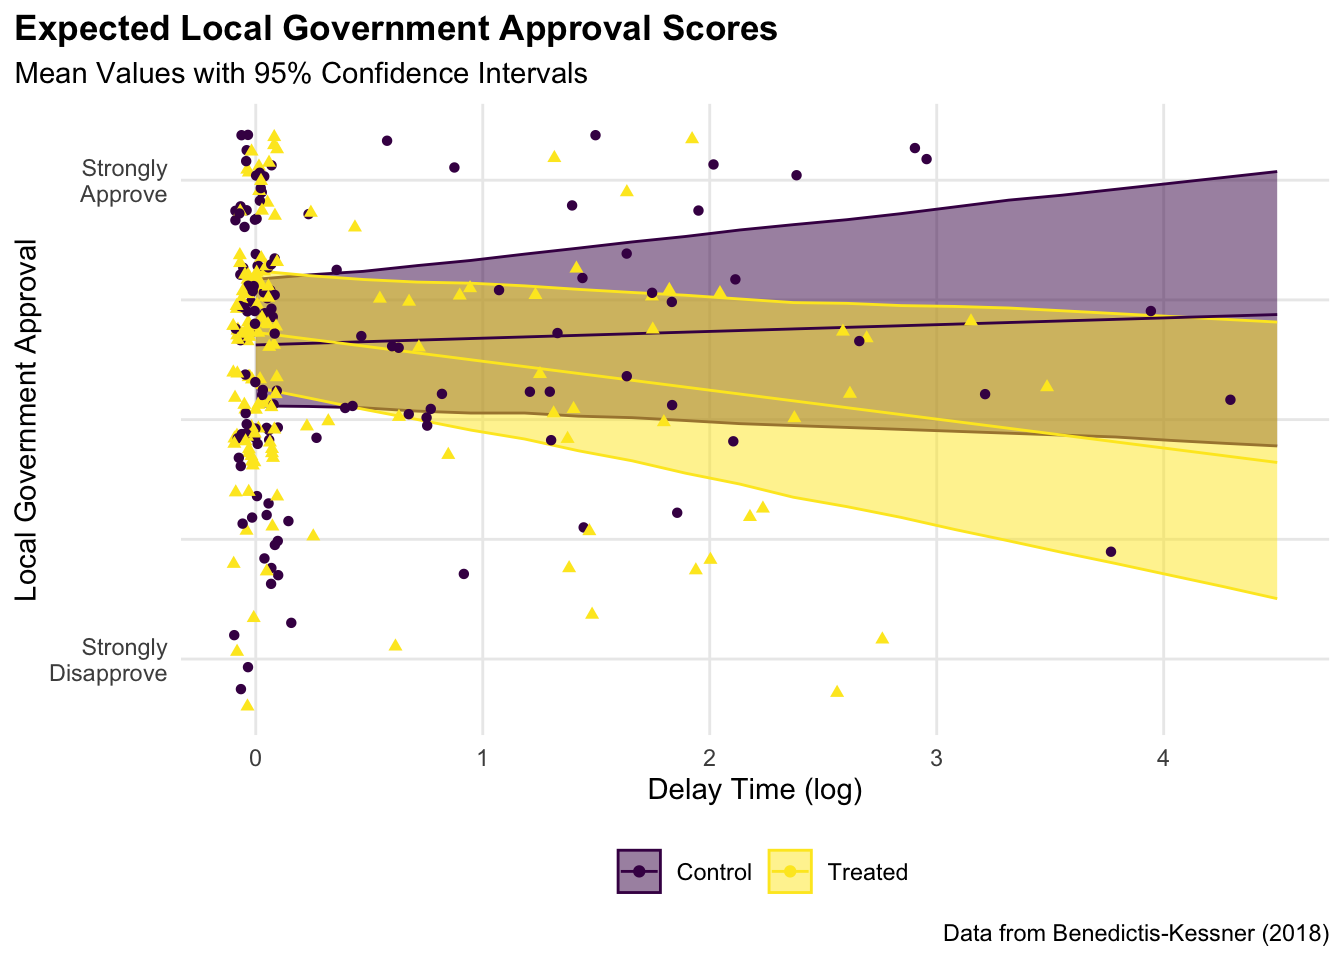 Expected Local Government Approval Scores
Mean Values with 95% Confidence Intervals
Strongly
Approve
Local Government Approval
Strongly
Disapprove
0 1 2 3 4
Delay Time (log)
Control Treated
Data from Benedictis-Kessner (2018)